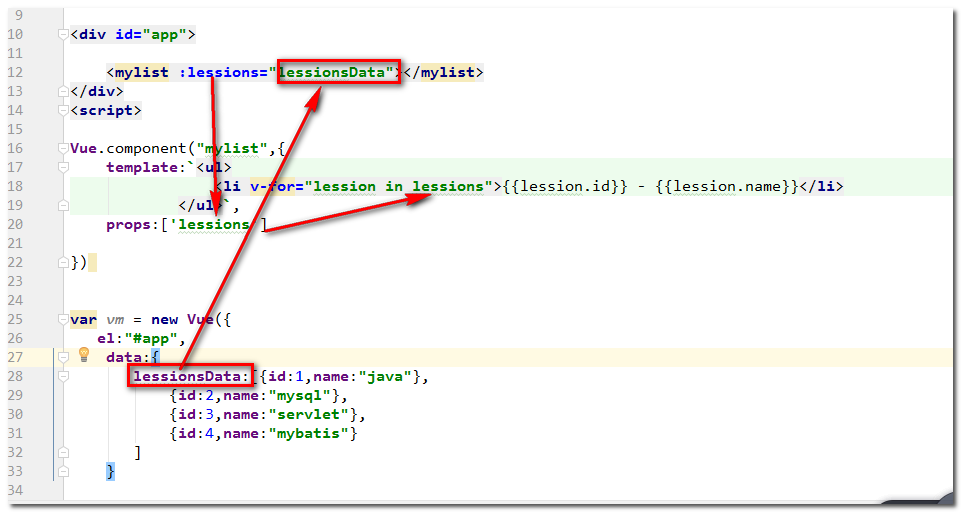 9
10 <div id="app">
11
12 <mylist :lessions="lessionsData"></mylist>
13 </div>
14 <script>
15
16 Vue.component("mylist",{
17 template:`<ul>
18 <li v-for="lession in lessions">{{lession.id}} - {{lession.name}}</li>
19 </ul>`,
20 props:['lessions']
21
22 })
23
24
25 var vm = new Vue({
26 el:"#app",
27 data:{
28 lessionsData:[{id:1,name:"java"},
29 {id:2,name:"mysql"},
30 {id:3,name:"servlet"},
31 {id:4,name:"mybatis"}
32 ]
33 }
34